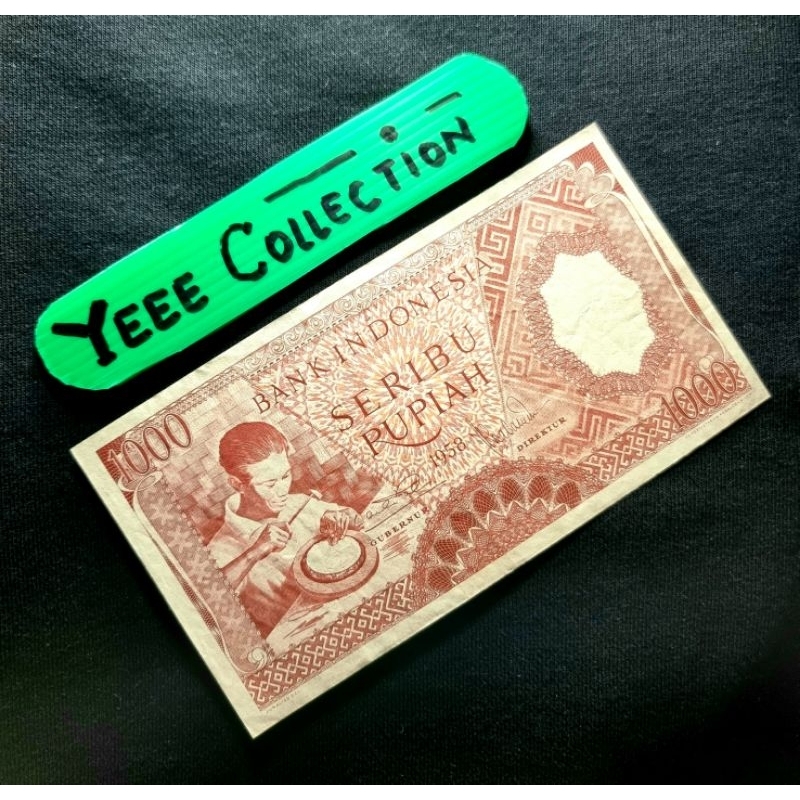 YEEE COLLECTION
BANK INDONESIA
SERIBU
RUPIAH
1958
GUBERNUR
DIREKTUR
1000
1000